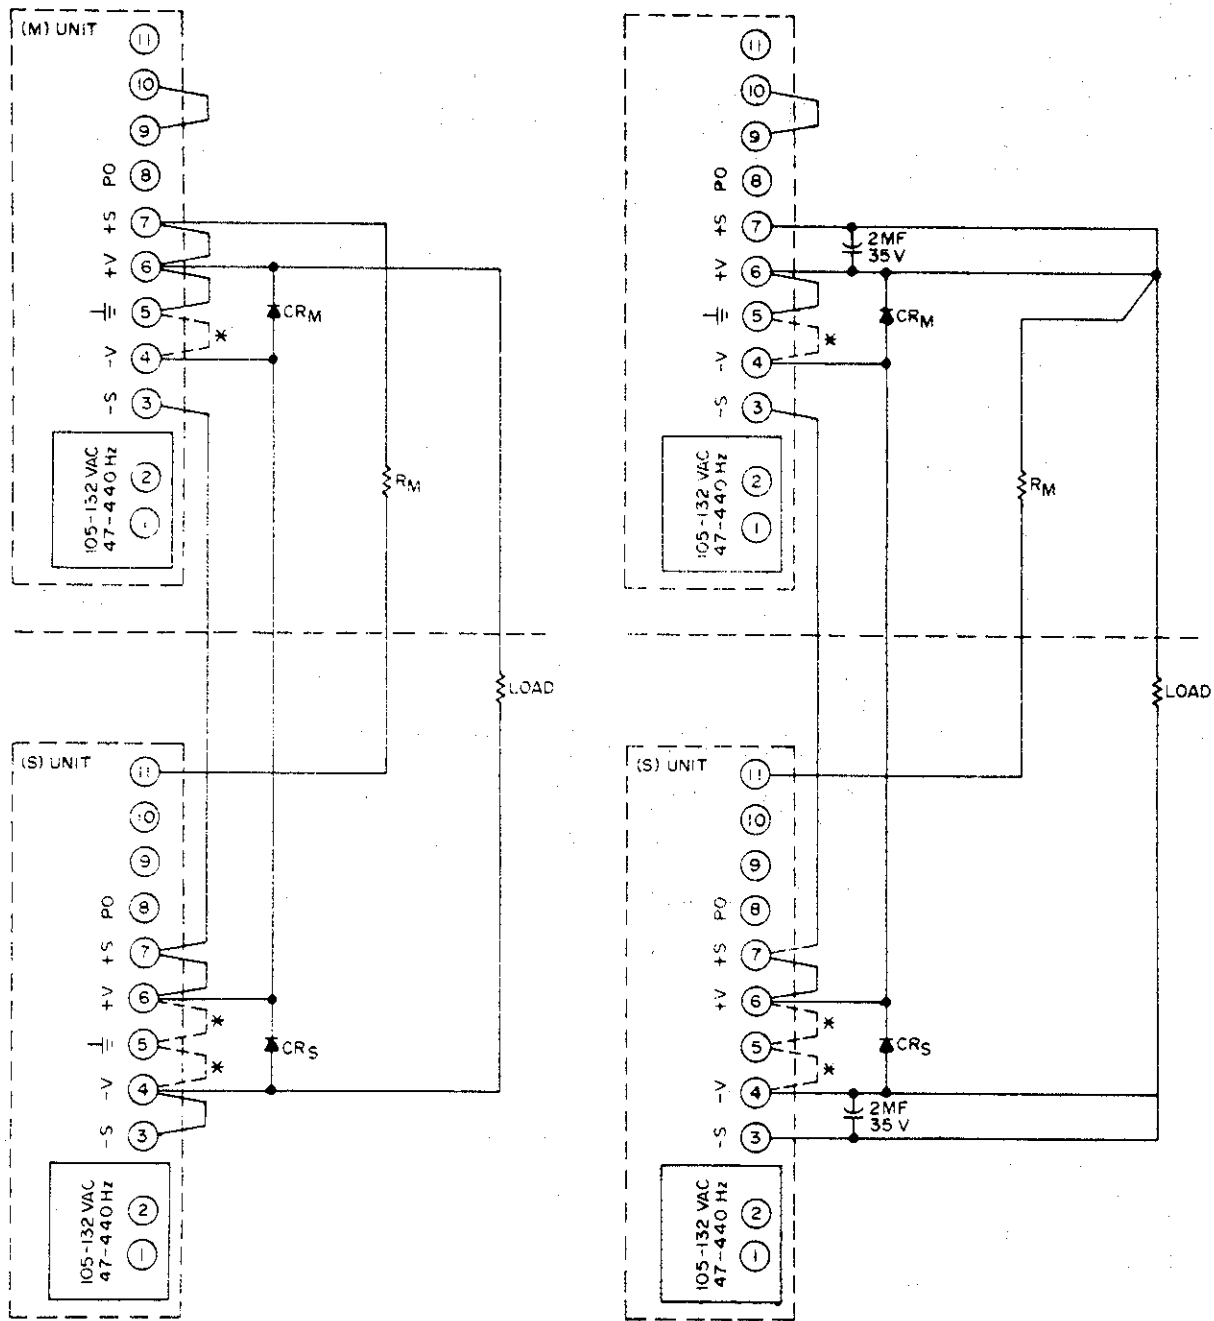 (M) UNIT
11
10
9
PO 8
+S 7
+V 6
5
*
-V 4
-S 3
105-132 VAC
47-440 Hz
2
1
CRM
RM
LOAD
(S) UNIT
11
10
9
PO 8
+S 7
+V 6
*
5
*
-V 4
-S 3
105-132 VAC
47-440 Hz
2
1
CRS
11
10
9
PO 8
+S 7
2MF
35V
+V 6
5
*
-V 4
-S 3
105-132 VAC
47-440 Hz
2
1
CRM
RM
LOAD
(S) UNIT
11
10
9
PO 8
+S 7
+V 6
*
5
*
-V 4
2MF
35V
-S 3
105-132 VAC
47-440 Hz
2
1
CRS